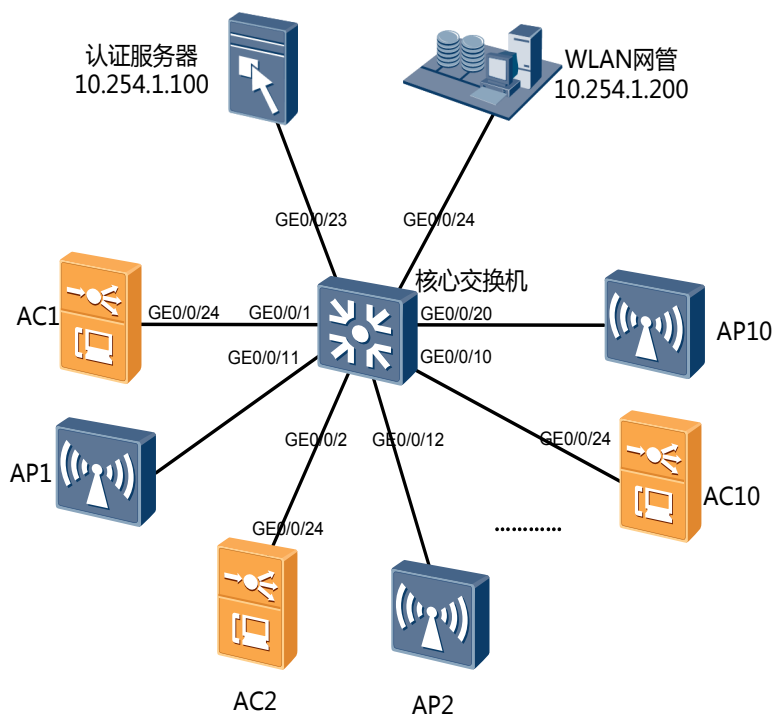 认证服务器
10.254.1.100
WLAN网管
10.254.1.200
GE0/0/23
GE0/0/24
核心交换机
AC1
GE0/0/24
GE0/0/1
GE0/0/20
AP10
GE0/0/11
GE0/0/10
AP1
GE0/0/2
GE0/0/12
GE0/0/24
AC10
GE0/0/24
............
AC2
AP2